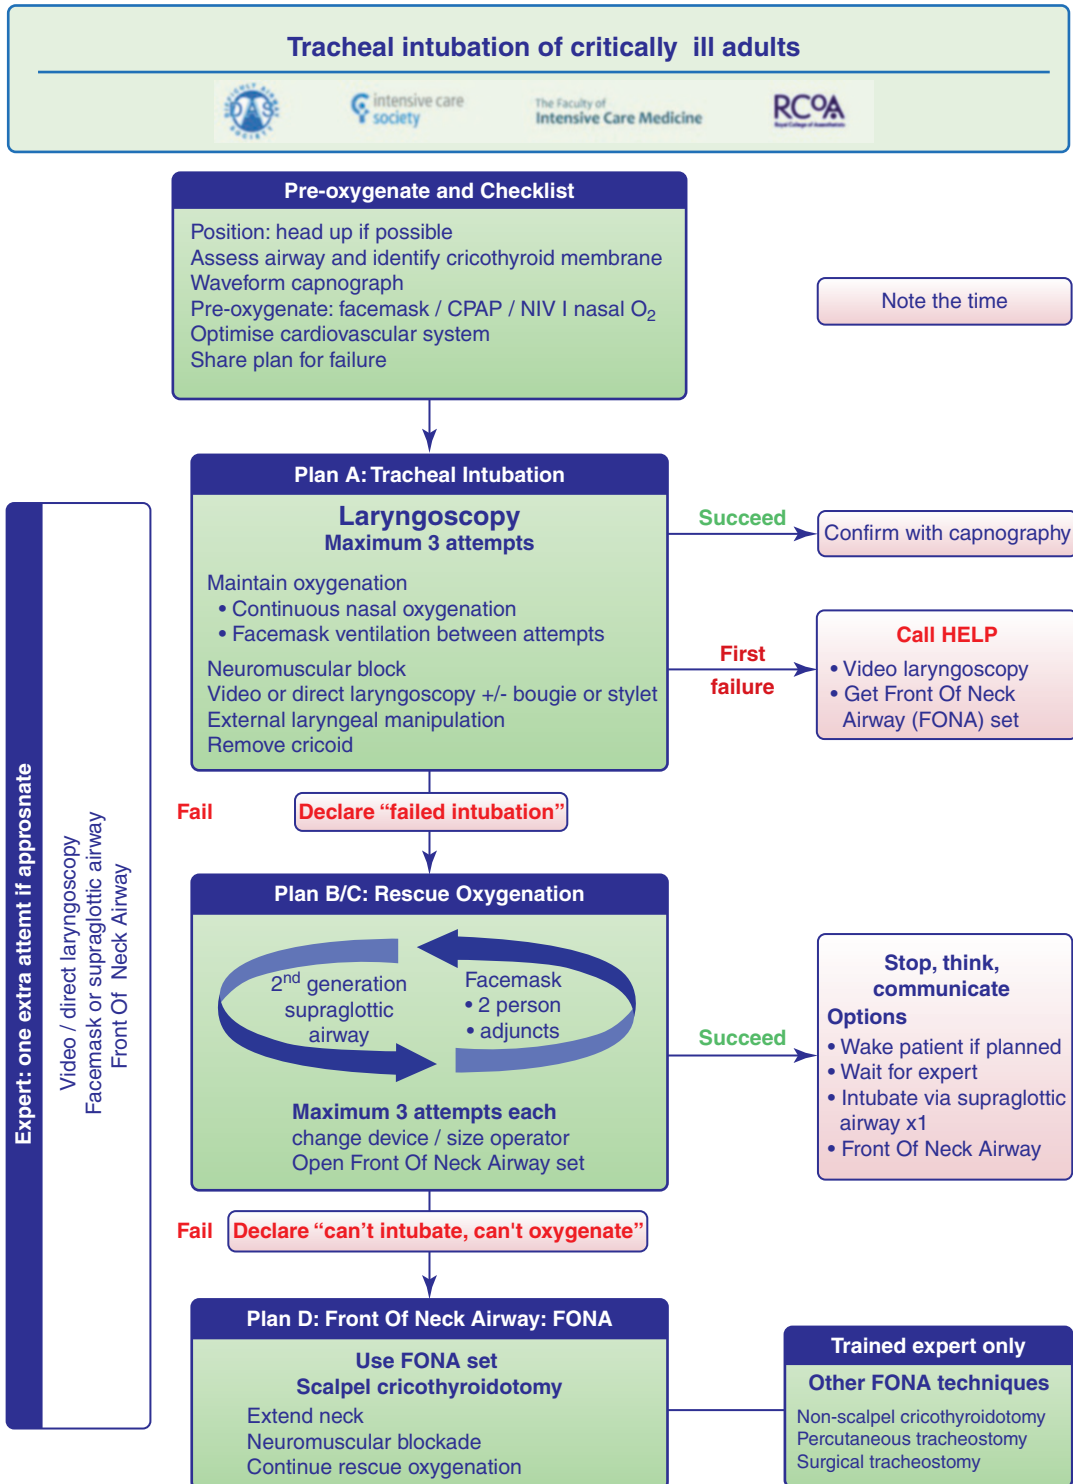 Tracheal intubation of critically ill adults
DIFFICULT AIRWAY
DAS
SOCIETY
intensive care
society
The Faculty of
Intensive Care Medicine
RCOA
Royal College of Anaesthetists
Pre-oxygenate and Checklist
Position: head up if possible
Assess airway and identify cricothyroid membrane
Waveform capnograph
Pre-oxygenate: facemask / CPAP / NIV I nasal O2
Optimise cardiovascular system
Share plan for failure
Note the time
Plan A: Tracheal Intubation
Laryngoscopy
Maximum 3 attempts
Maintain oxygenation
• Continuous nasal oxygenation
• Facemask ventilation between attempts
Neuromuscular block
Video or direct laryngoscopy +/- bougie or stylet
External laryngeal manipulation
Remove cricoid
Succeed
Confirm with capnography
First
failure
Call HELP
• Video laryngoscopy
• Get Front Of Neck
Airway (FONA) set
Fail
Declare “failed intubation”
Expert: one extra attemt if approsnate
Video / direct laryngoscopy
Facemask or supraglottic airway
Front Of Neck Airway
Plan B/C: Rescue Oxygenation
2nd generation
supraglottic
airway
Facemask
• 2 person
• adjuncts
Maximum 3 attempts each
change device / size operator
Open Front Of Neck Airway set
Succeed
Stop, think,
communicate
Options
• Wake patient if planned
• Wait for expert
• Intubate via supraglottic
airway x1
• Front Of Neck Airway
Fail
Declare “can’t intubate, can't oxygenate”
Plan D: Front Of Neck Airway: FONA
Use FONA set
Scalpel cricothyroidotomy
Extend neck
Neuromuscular blockade
Continue rescue oxygenation
Trained expert only
Other FONA techniques
Non-scalpel cricothyroidotomy
Percutaneous tracheostomy
Surgical tracheostomy